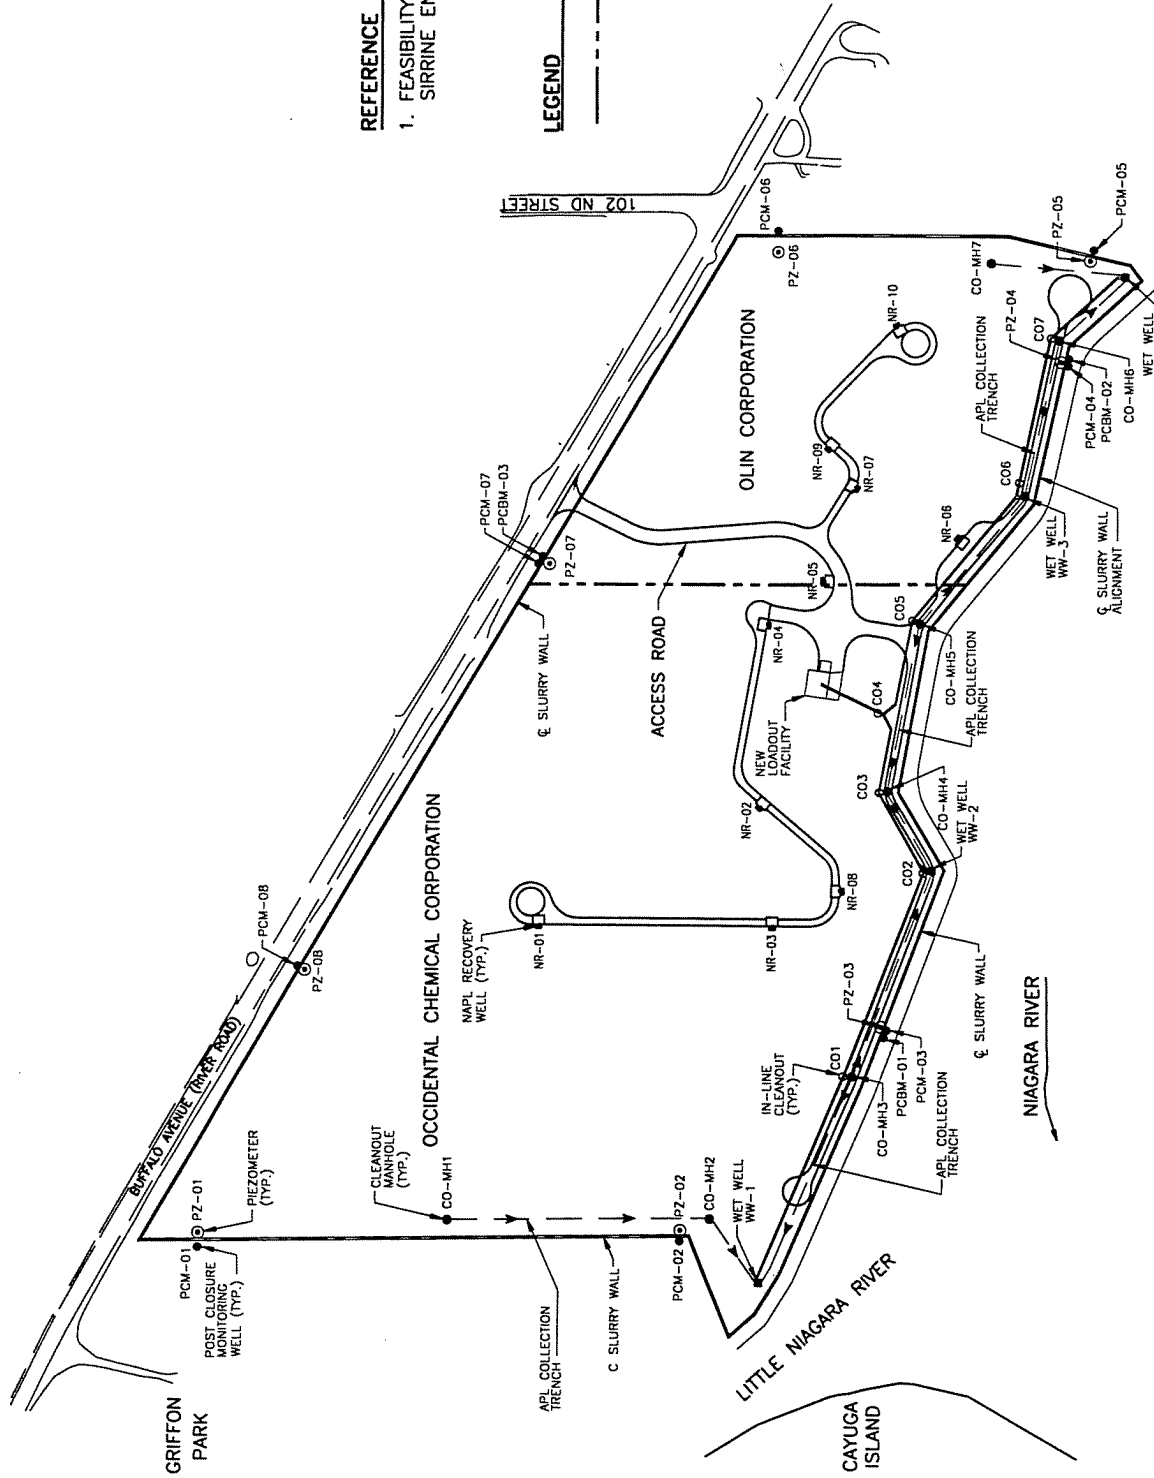 REFERENCE
1. FEASIBILITY
SIRRINE EN
LEGEND
102 ND STREET
BUFFALO AVENUE (RIVER ROAD)
GRIFFON
PARK
PCM-01
PZ-01
POST CLOSURE
MONITORING
WELL (TYP.)
PIEZOMETER
(TYP.)
PCM-08
PZ-08
PCM-07
PCBM-03
PZ-07
℄ SLURRY WALL
PCM-06
PZ-06
OCCIDENTAL CHEMICAL CORPORATION
OLIN CORPORATION
ACCESS ROAD
CLEANOUT
MANHOLE
(TYP.)
CO-MH1
NAPL RECOVERY
WELL (TYP.)
NR-01
NR-03
NR-08
NR-02
NR-04
NR-05
NR-07
NR-09
NR-10
NR-06
NEW
LOADOUT
FACILITY
APL COLLECTION
TRENCH
C SLURRY WALL
PCM-02
PZ-02
CO-MH2
WET WELL
WW-1
IN-LINE
CLEANOUT
(TYP.)
CO1
CO-MH3
PZ-03
PCBM-01
PCM-03
APL COLLECTION
TRENCH
CO2
WET WELL
WW-2
CO3
CO-MH4
CO4
CO5
CO-MH5
APL COLLECTION
TRENCH
℄ SLURRY WALL
CO6
WET WELL
WW-3
℄ SLURRY WALL
ALIGNMENT
APL COLLECTION
TRENCH
PZ-04
CO7
PCM-04
PCBM-02
CO-MH6
WET WELL
CO-MH7
PZ-05
PCM-05
NIAGARA RIVER
LITTLE NIAGARA RIVER
CAYUGA
ISLAND